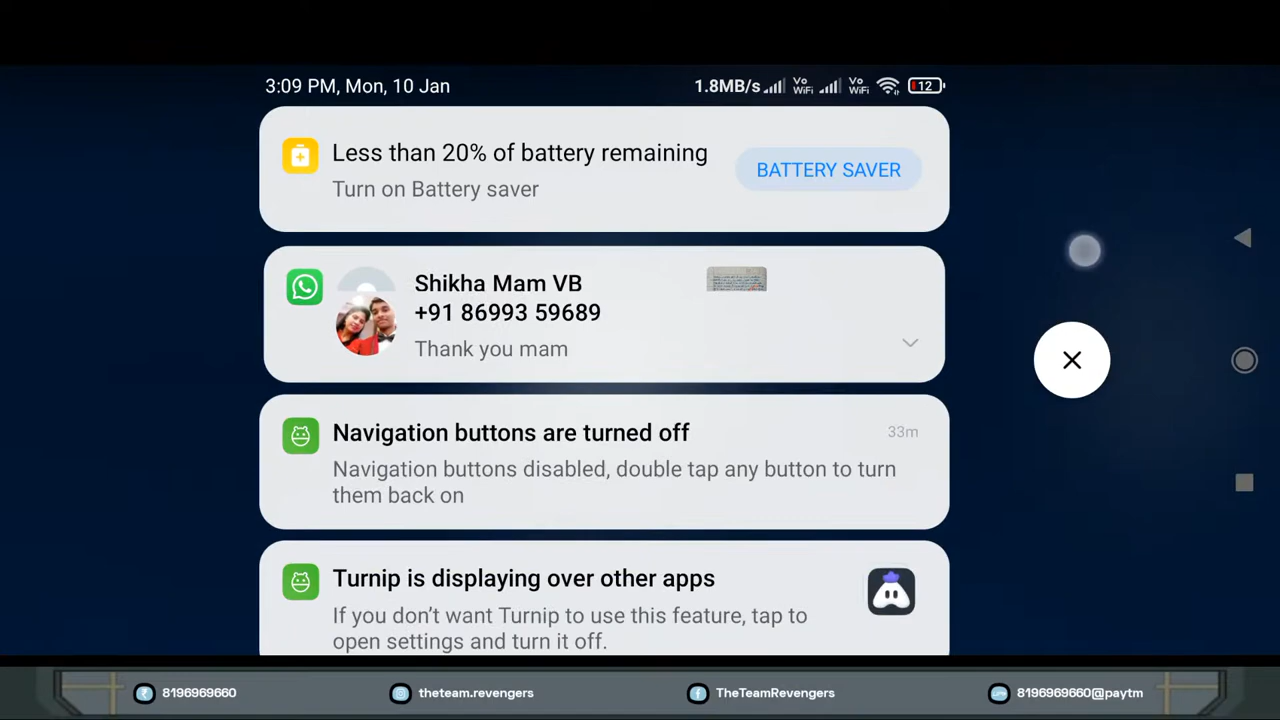 3:09 PM, Mon, 10 Jan
1.8MB/s Vo WiFi Vo WiFi 12
Less than 20% of battery remaining
Turn on Battery saver
BATTERY SAVER
Shikha Mam VB
+91 86993 59689
Thank you mam
Navigation buttons are turned off
33m
Navigation buttons disabled, double tap any button to turn
them back on
Turnip is displaying over other apps
If you don’t want Turnip to use this feature, tap to
open settings and turn it off.
8196969660
theteam.revengers
TheTeamRevengers
8196969660@paytm